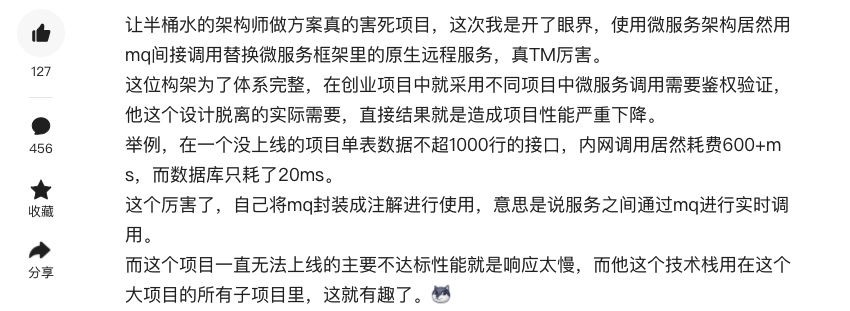 让半桶水的架构师做方案真的害死项目，这次我是开了眼界，使用微服务架构居然用
mq间接调用替换微服务框架里的原生远程服务，真TM厉害。
这位构架为了体系完整，在创业项目中就采用不同项目中微服务调用需要鉴权验证，
他这个设计脱离的实际需要，直接结果就是造成项目性能严重下降。
举例，在一个没上线的项目单表数据不超1000行的接口，内网调用居然耗费600+m
s，而数据库只耗了20ms。
这个厉害了，自己将mq封装成注解进行使用，意思是说服务之间通过mq进行实时调
用。
而这个项目一直无法上线的主要不达标性能就是响应太慢，而他这个技术栈用在这个
大项目的所有子项目里，这就有趣了。
127
456
收藏
分享